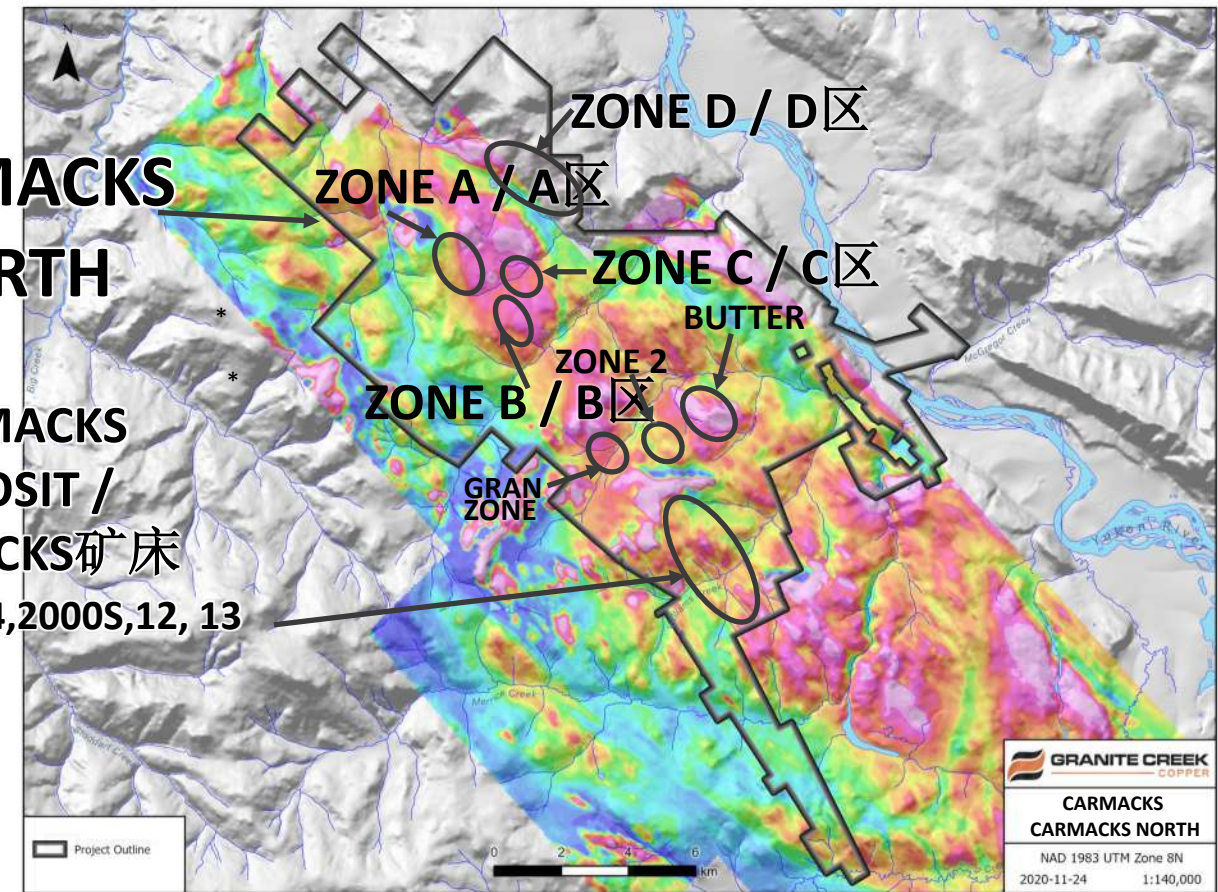 N
ZONE D / D区
MACKS
RTH
ZONE A / A区
ZONE C / C区
BUTTER
ZONE 2
ZONE B / B区
GRAN
ZONE
*
*
Big Creek
McGregor Creek
MACKS
OSIT /
CKS矿床
4,2000S,12, 13
Yukon River
Merrick Creek
Project Outline
0 2 4 6
km
GRANITE CREEK
COPPER
CARMACKS
CARMACKS NORTH
NAD 1983 UTM Zone 8N
2020-11-24 1:140,000